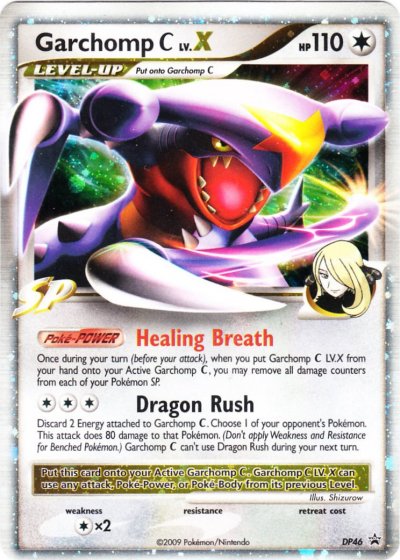 Garchomp C LV.X HP110
LEVEL-UP Put onto Garchomp C
SP
Poké-POWER Healing Breath
Once during your turn (before your attack), when you put Garchomp C LV.X from
your hand onto your Active Garchomp C, you may remove all damage counters
from each of your Pokémon SP.
Dragon Rush
Discard 2 Energy attached to Garchomp C. Choose 1 of your opponent's Pokémon.
This attack does 80 damage to that Pokémon. (Don't apply Weakness and Resistance
for Benched Pokémon.) Garchomp C can't use Dragon Rush during your next turn.
Put this card onto your Active Garchomp C. Garchomp C LV. X can
use any attack, Poké-Power, or Poké-Body from its previous Level.
Illus. Shizurow
weakness resistance retreat cost
×2
©2009 Pokémon/Nintendo DP46